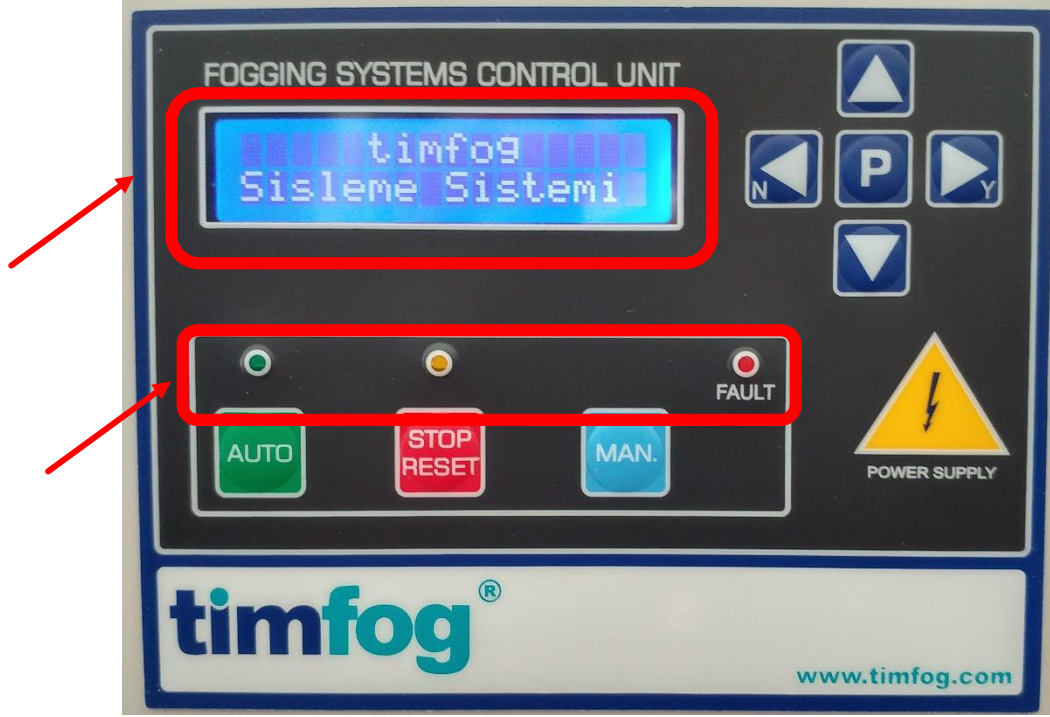 FOGGING SYSTEMS CONTROL UNIT
timfog
Sisleme Sistemi
P
N
Y
FAULT
AUTO
STOP
RESET
MAN.
POWER SUPPLY
timfog®
www.timfog.com